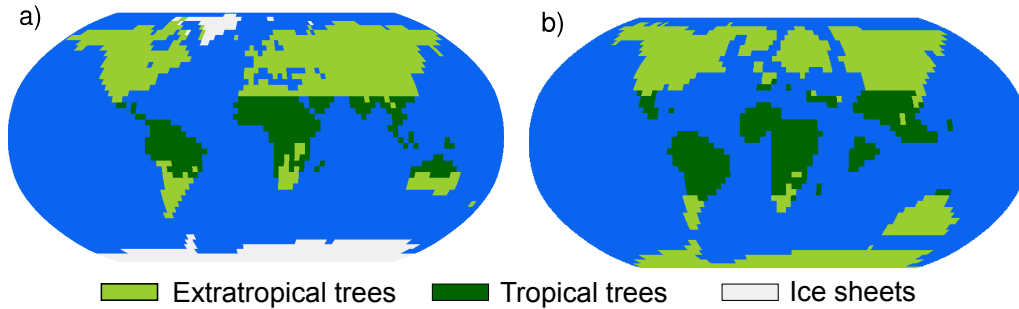 a)
b)
Extratropical trees
Tropical trees
Ice sheets